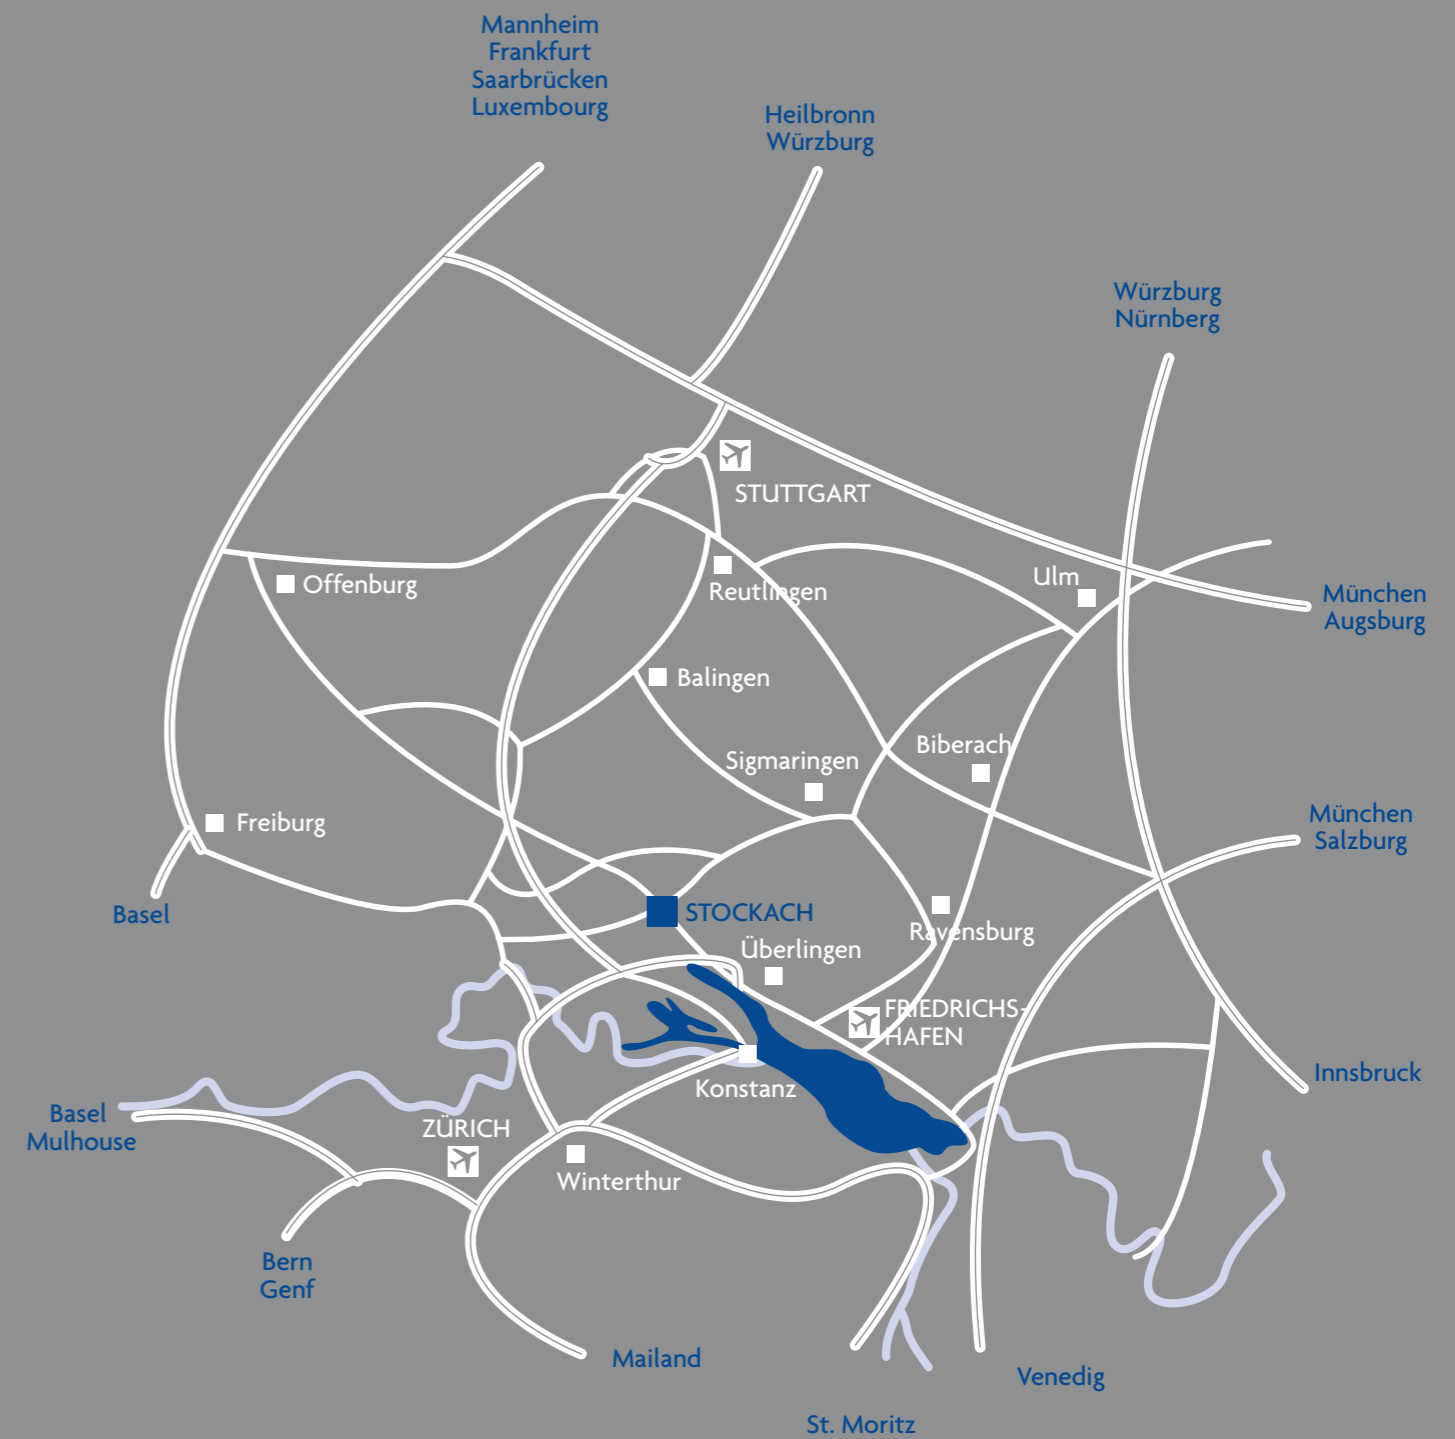 Mannheim
Frankfurt
Saarbrücken
Luxembourg
Heilbronn
Würzburg
Würzburg
Nürnberg
STUTTGART
Offenburg
Reutlingen
Ulm
München
Augsburg
Balingen
Sigmaringen
Biberach
Freiburg
München
Salzburg
Basel
STOCKACH
Überlingen
Ravensburg
FRIEDRICHS-
HAFEN
Konstanz
Innsbruck
Basel
Mulhouse
ZÜRICH
Winterthur
Bern
Genf
Mailand
Venedig
St. Moritz